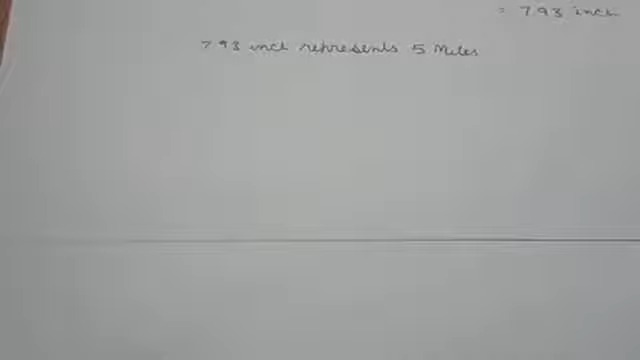 = 7.93 inch
7.93 inch represents 5 Miles